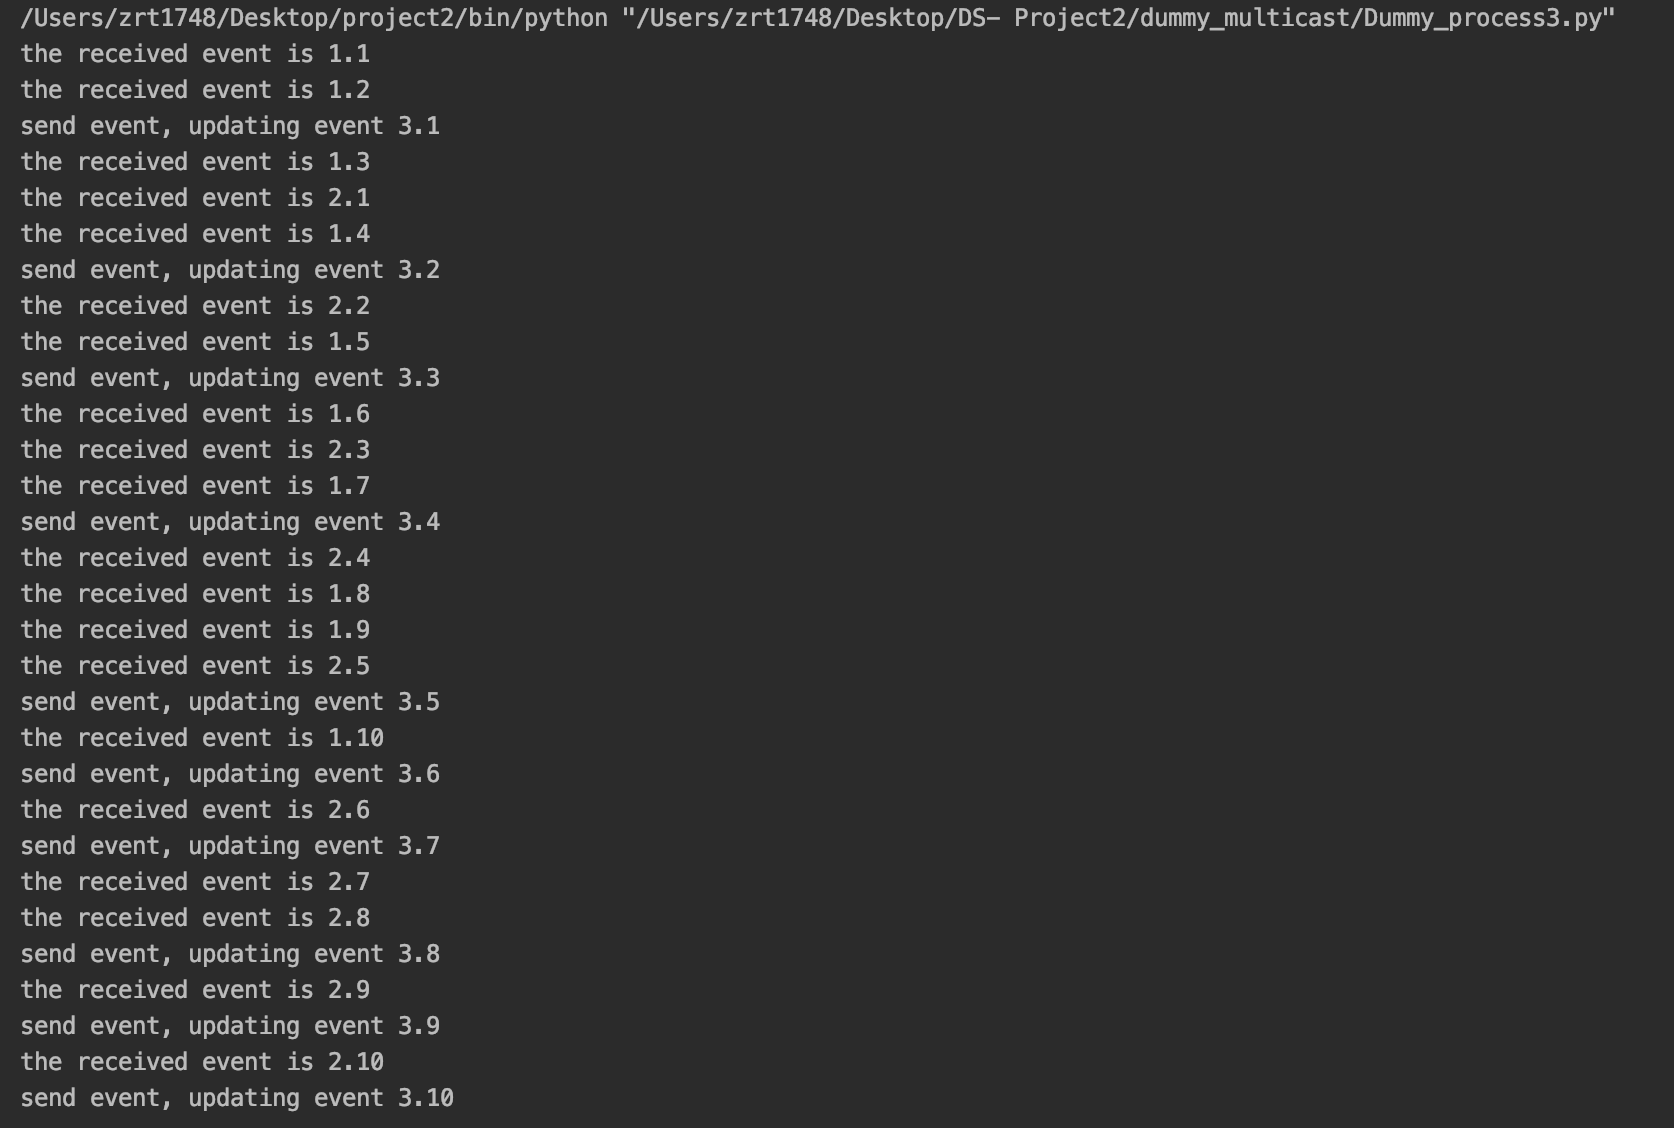 /Users/zrt1748/Desktop/project2/bin/python "/Users/zrt1748/Desktop/DS- Project2/dummy_multicast/Dummy_process3.py"
the received event is 1.1
the received event is 1.2
send event, updating event 3.1
the received event is 1.3
the received event is 2.1
the received event is 1.4
send event, updating event 3.2
the received event is 2.2
the received event is 1.5
send event, updating event 3.3
the received event is 1.6
the received event is 2.3
the received event is 1.7
send event, updating event 3.4
the received event is 2.4
the received event is 1.8
the received event is 1.9
the received event is 2.5
send event, updating event 3.5
the received event is 1.10
send event, updating event 3.6
the received event is 2.6
send event, updating event 3.7
the received event is 2.7
the received event is 2.8
send event, updating event 3.8
the received event is 2.9
send event, updating event 3.9
the received event is 2.10
send event, updating event 3.10